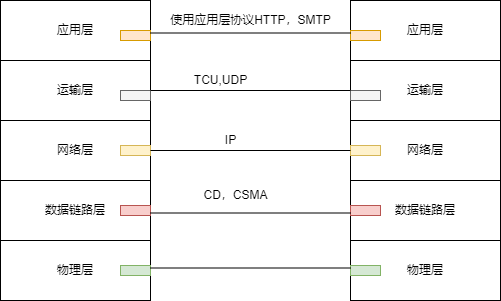 使用应用层协议HTTP，SMTP
应用层
应用层
TCU,UDP
运输层
运输层
IP
网络层
网络层
CD，CSMA
数据链路层
数据链路层
物理层
物理层